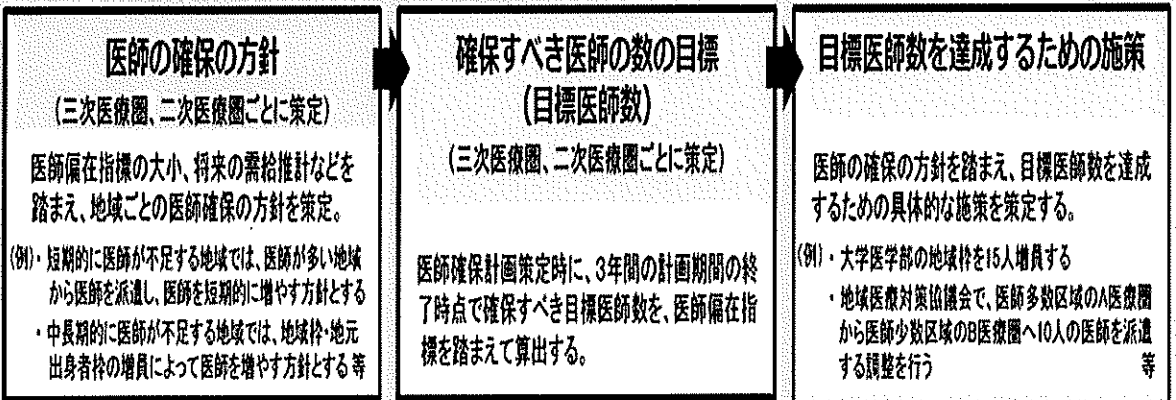 医師の確保の方針
(三次医療圏、二次医療圏ごとに策定)
医師偏在指標の大小、将来の需給推計などを
踏まえ、地域ごとの医師確保の方針を策定。
(例)・短期的に医師が不足する地域では、医師が多い地域
から医師を派遣し、医師を短期的に増やす方針とする
・中長期的に医師が不足する地域では、地域枠・地元
出身者枠の増員によって医師を増やす方針とする 等
確保すべき医師の数の目標
(目標医師数)
(三次医療圏、二次医療圏ごとに策定)
医師確保計画策定時に、3年間の計画期間の終
了時点で確保すべき目標医師数を、医師偏在指
標を踏まえて算出する。
目標医師数を達成するための施策
医師の確保の方針を踏まえ、目標医師数を達成
するための具体的な施策を策定する。
(例)・大学医学部の地域枠を15人増員する
・地域医療対策協議会で、医師多数区域のA医療圏
から医師少数区域のB医療圏へ10人の医師を派遣
する調整を行う 等